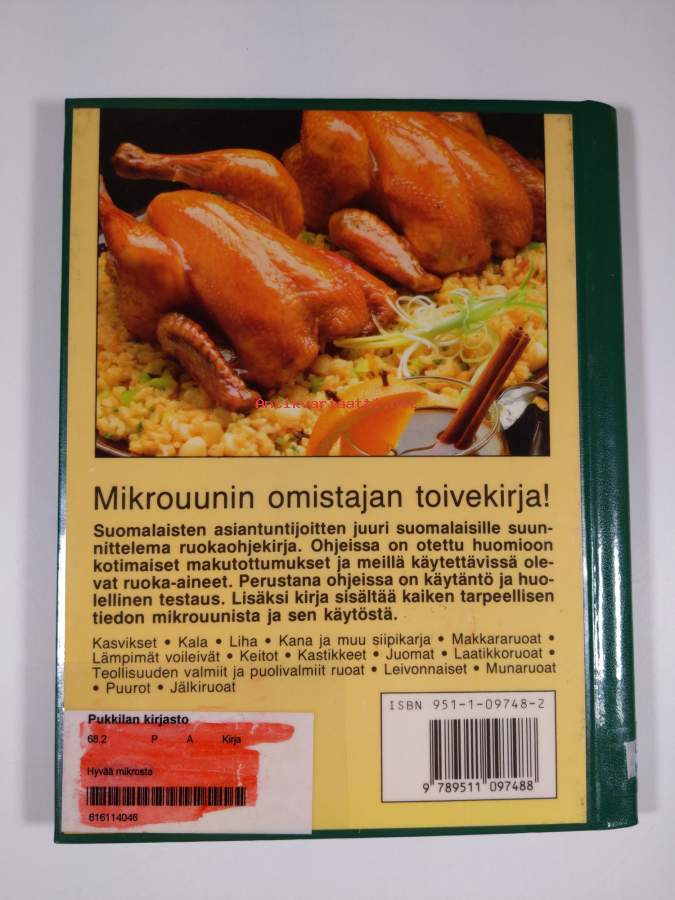 Antikvariaatti.net
Mikrouunin omistajan toivekirja!
Suomalaisten asiantuntijoitten juuri suomalaisille suun-
nittelema ruokaohjekirja. Ohjeissa on otettu huomioon
kotimaiset makutottumukset ja meillä käytettävissä ole-
vat ruoka-aineet. Perustana ohjeissa on käytäntö ja huo-
lellinen testaus. Lisäksi kirja sisältää kaiken tarpeellisen
tiedon mikrouunista ja sen käytöstä.
Kasvikset • Kala • Liha • Kana ja muu siipikarja • Makkararuoat •
Lämpimät voileivät • Keitot • Kastikkeet • Juomat • Laatikkoruoat •
Teollisuuden valmiit ja puolivalmiit ruoat • Leivonnaiset • Munaruoat
• Puurot • Jälkiruoat
ISBN 951-1-09748-2
9 789511 097488
Pukkilan kirjasto
68.2 P A Kirja
Hyvää mikrosta
616114046